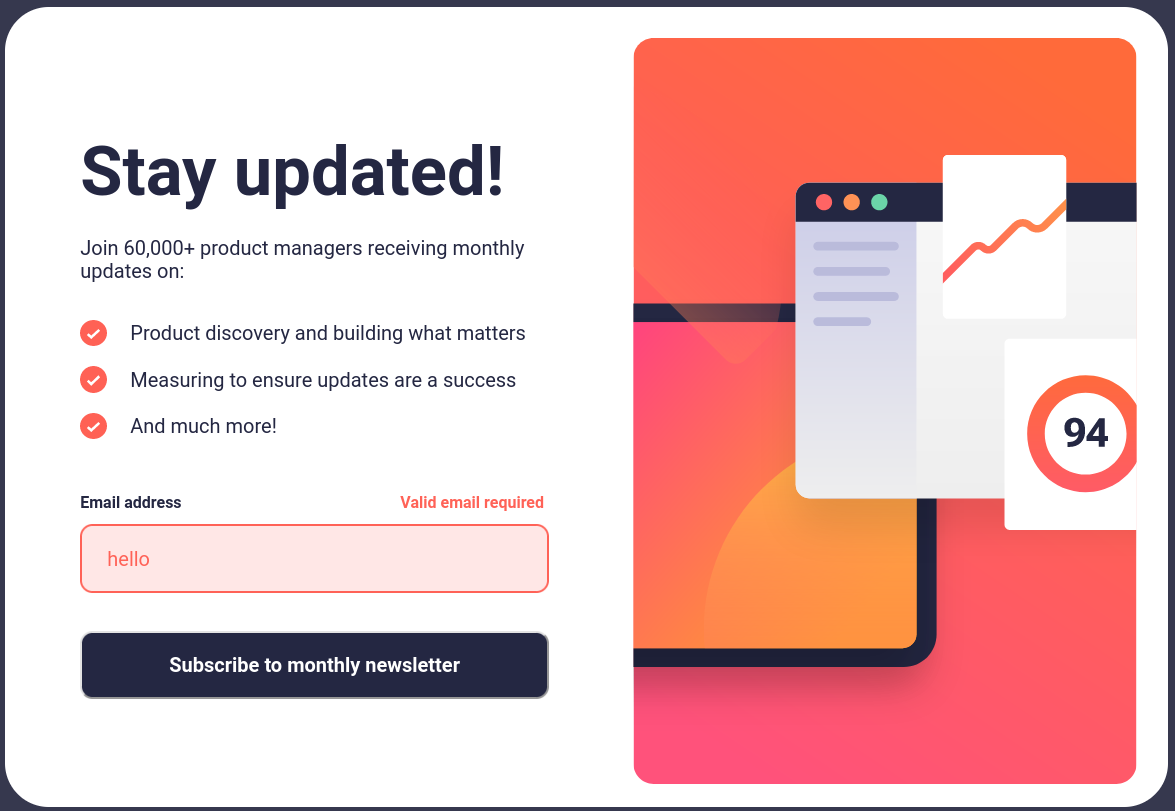 Stay updated!
Join 60,000+ product managers receiving monthly
updates on:
Product discovery and building what matters
Measuring to ensure updates are a success
And much more!
Email address
Valid email required
hello
Subscribe to monthly newsletter
94